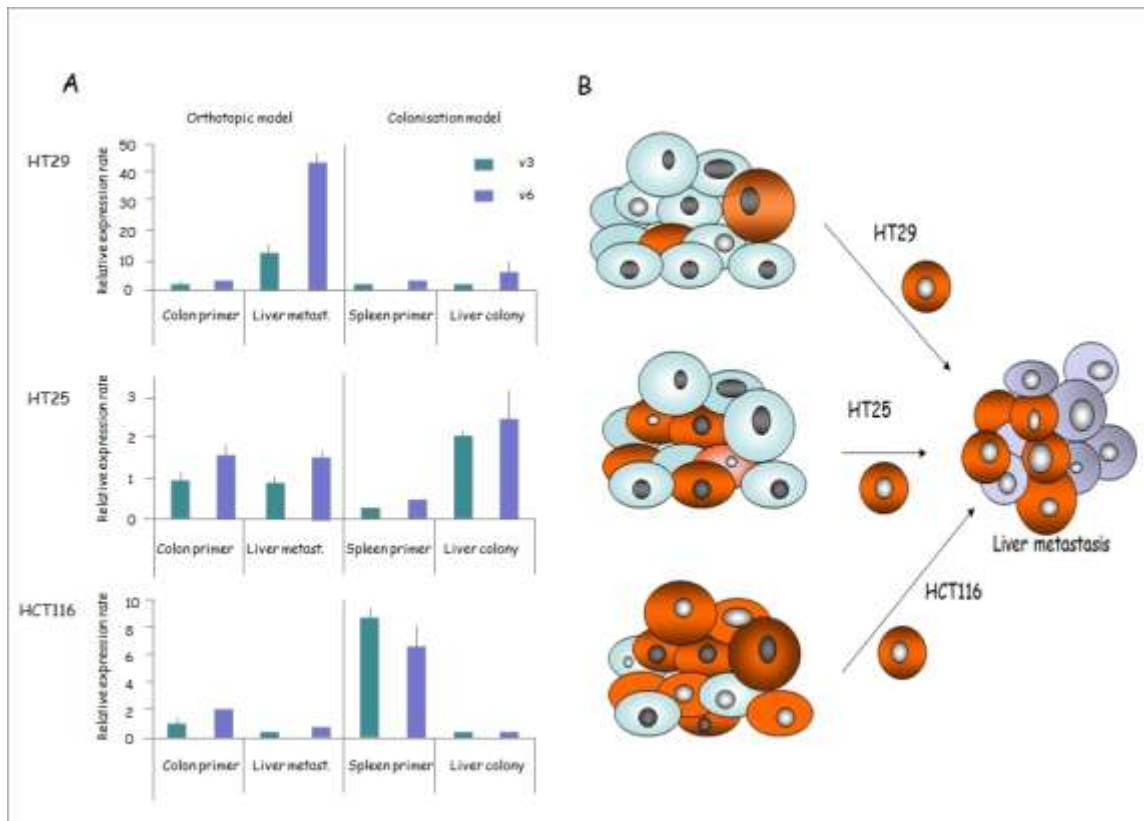 A
Orthotopic model
Colonisation model
HT29
Relative expression rate
50
40
30
20
10
0
v3
v6
Colon primer
Liver metast.
Spleen primer
Liver colony
HT25
Relative expression rate
3
2
1
0
Colon primer
Liver metast.
Spleen primer
Liver colony
HCT116
Relative expression rate
10
8
6
4
2
0
Colon primer
Liver metast.
Spleen primer
Liver colony
B
HT29
HT25
Liver metastasis
HCT116